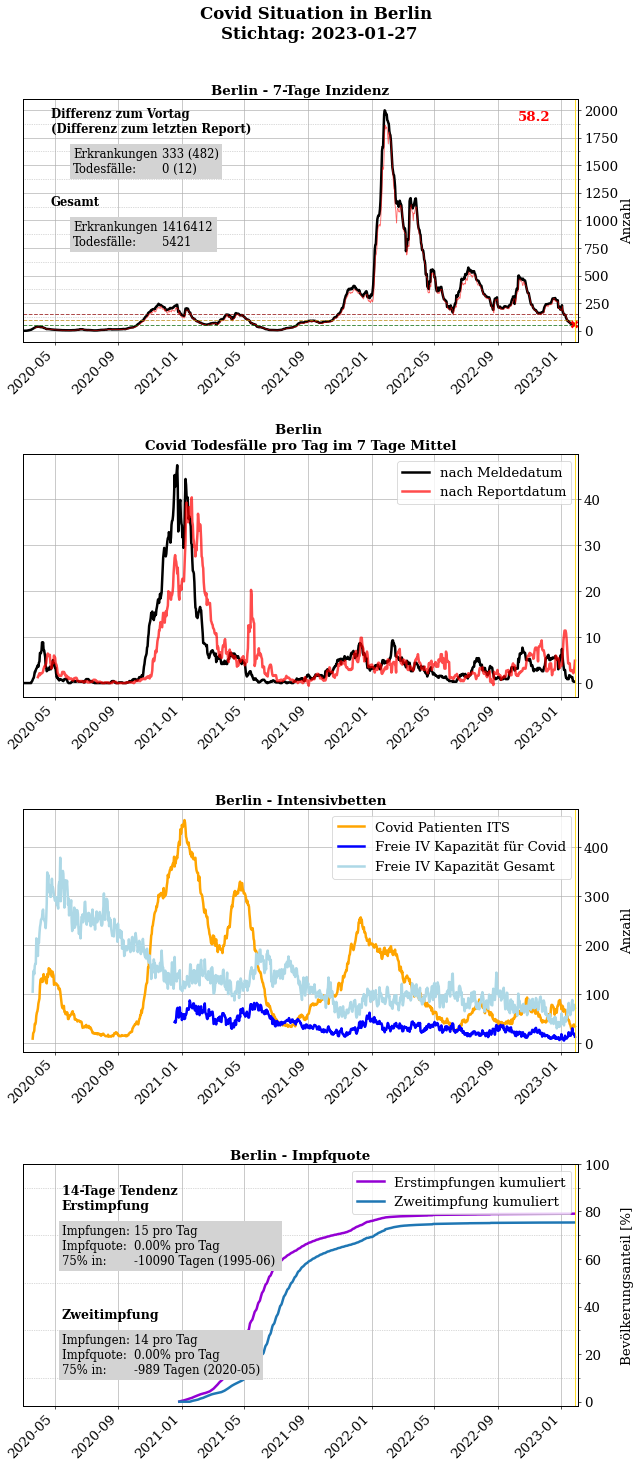 Covid Situation in Berlin
Stichtag: 2023-01-27
Berlin - 7-Tage Inzidenz
Differenz zum Vortag
(Differenz zum letzten Report)
Erkrankungen 333 (482)
Todesfälle: 0 (12)
Gesamt
Erkrankungen 1416412
Todesfälle: 5421
58.2
2000
1750
1500
1250
1000
750
500
250
0
Anzahl
2020-05
2020-09
2021-01
2021-05
2021-09
2022-01
2022-05
2022-09
2023-01
Berlin
Covid Todesfälle pro Tag im 7 Tage Mittel
nach Meldedatum
nach Reportdatum
40
30
20
10
0
2020-05
2020-09
2021-01
2021-05
2021-09
2022-01
2022-05
2022-09
2023-01
Berlin - Intensivbetten
Covid Patienten ITS
Freie IV Kapazität für Covid
Freie IV Kapazität Gesamt
400
300
200
100
0
Anzahl
2020-05
2020-09
2021-01
2021-05
2021-09
2022-01
2022-05
2022-09
2023-01
Berlin - Impfquote
14-Tage Tendenz
Erstimpfung
Impfungen: 15 pro Tag
Impfquote: 0.00% pro Tag
75% in: -10090 Tagen (1995-06)
Zweitimpfung
Impfungen: 14 pro Tag
Impfquote: 0.00% pro Tag
75% in: -989 Tagen (2020-05)
Erstimpfungen kumuliert
Zweitimpfung kumuliert
100
80
60
40
20
0
Bevölkerungsanteil [%]
2020-05
2020-09
2021-01
2021-05
2021-09
2022-01
2022-05
2022-09
2023-01